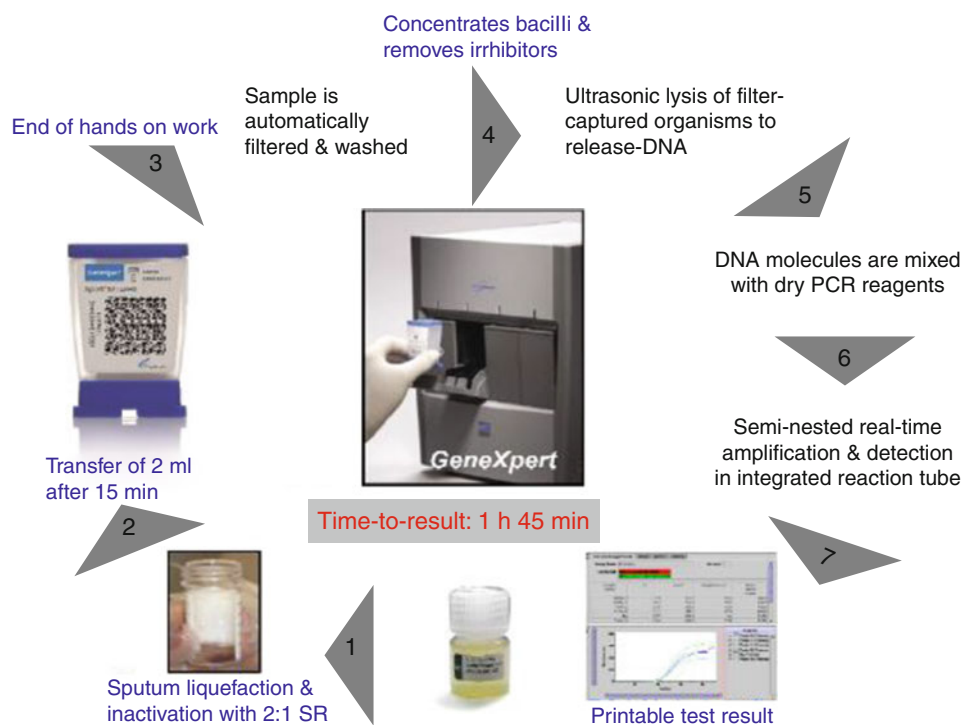 Concentrates bacilli &
removes irrhibitors
4
Sample is
automatically
filtered & washed
Ultrasonic lysis of filter-
captured organisms to
release-DNA
End of hands on work
3
5
DNA molecules are mixed
with dry PCR reagents
6
Semi-nested real-time
amplification & detection
in integrated reaction tube
7
GeneXpert
Time-to-result: 1 h 45 min
Transfer of 2 ml
after 15 min
2
1
Sputum liquefaction &
inactivation with 2:1 SR
Printable test result